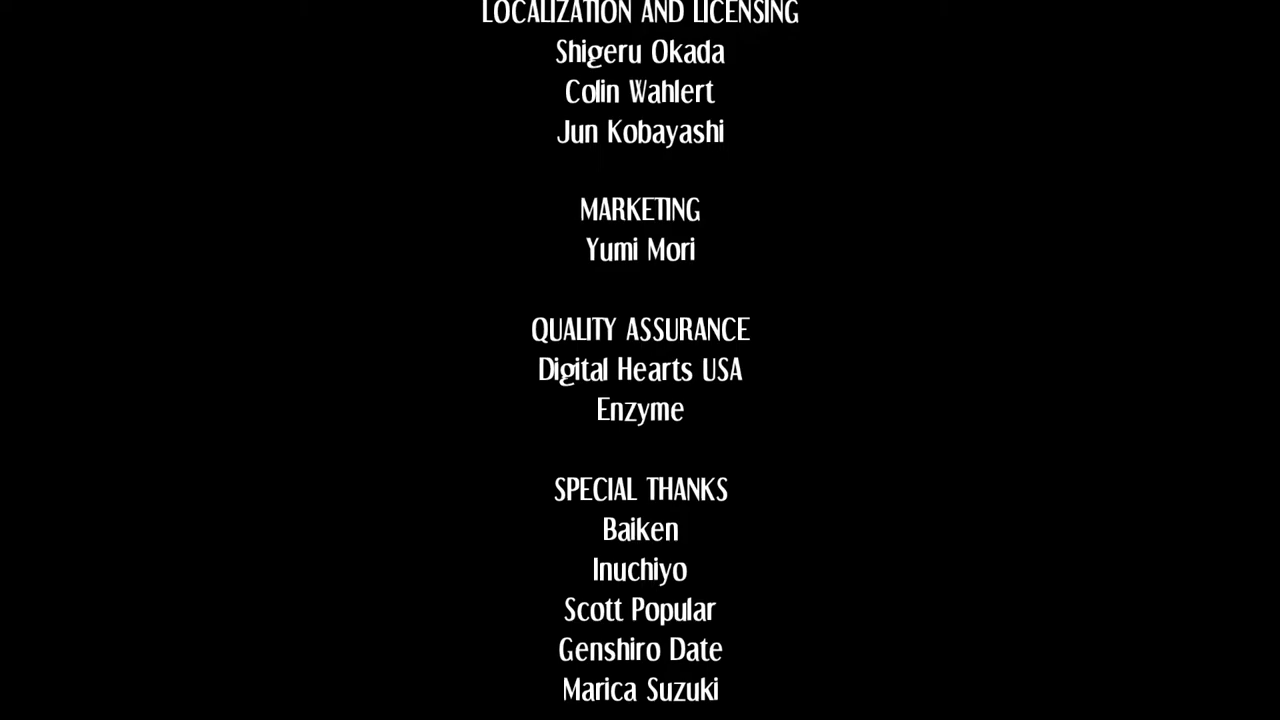 LOCALIZATION AND LICENSING
Shigeru Okada
Colin Wahlert
Jun Kobayashi
MARKETING
Yumi Mori
QUALITY ASSURANCE
Digital Hearts USA
Enzyme
SPECIAL THANKS
Baiken
Inuchiyo
Scott Popular
Genshiro Date
Marica Suzuki